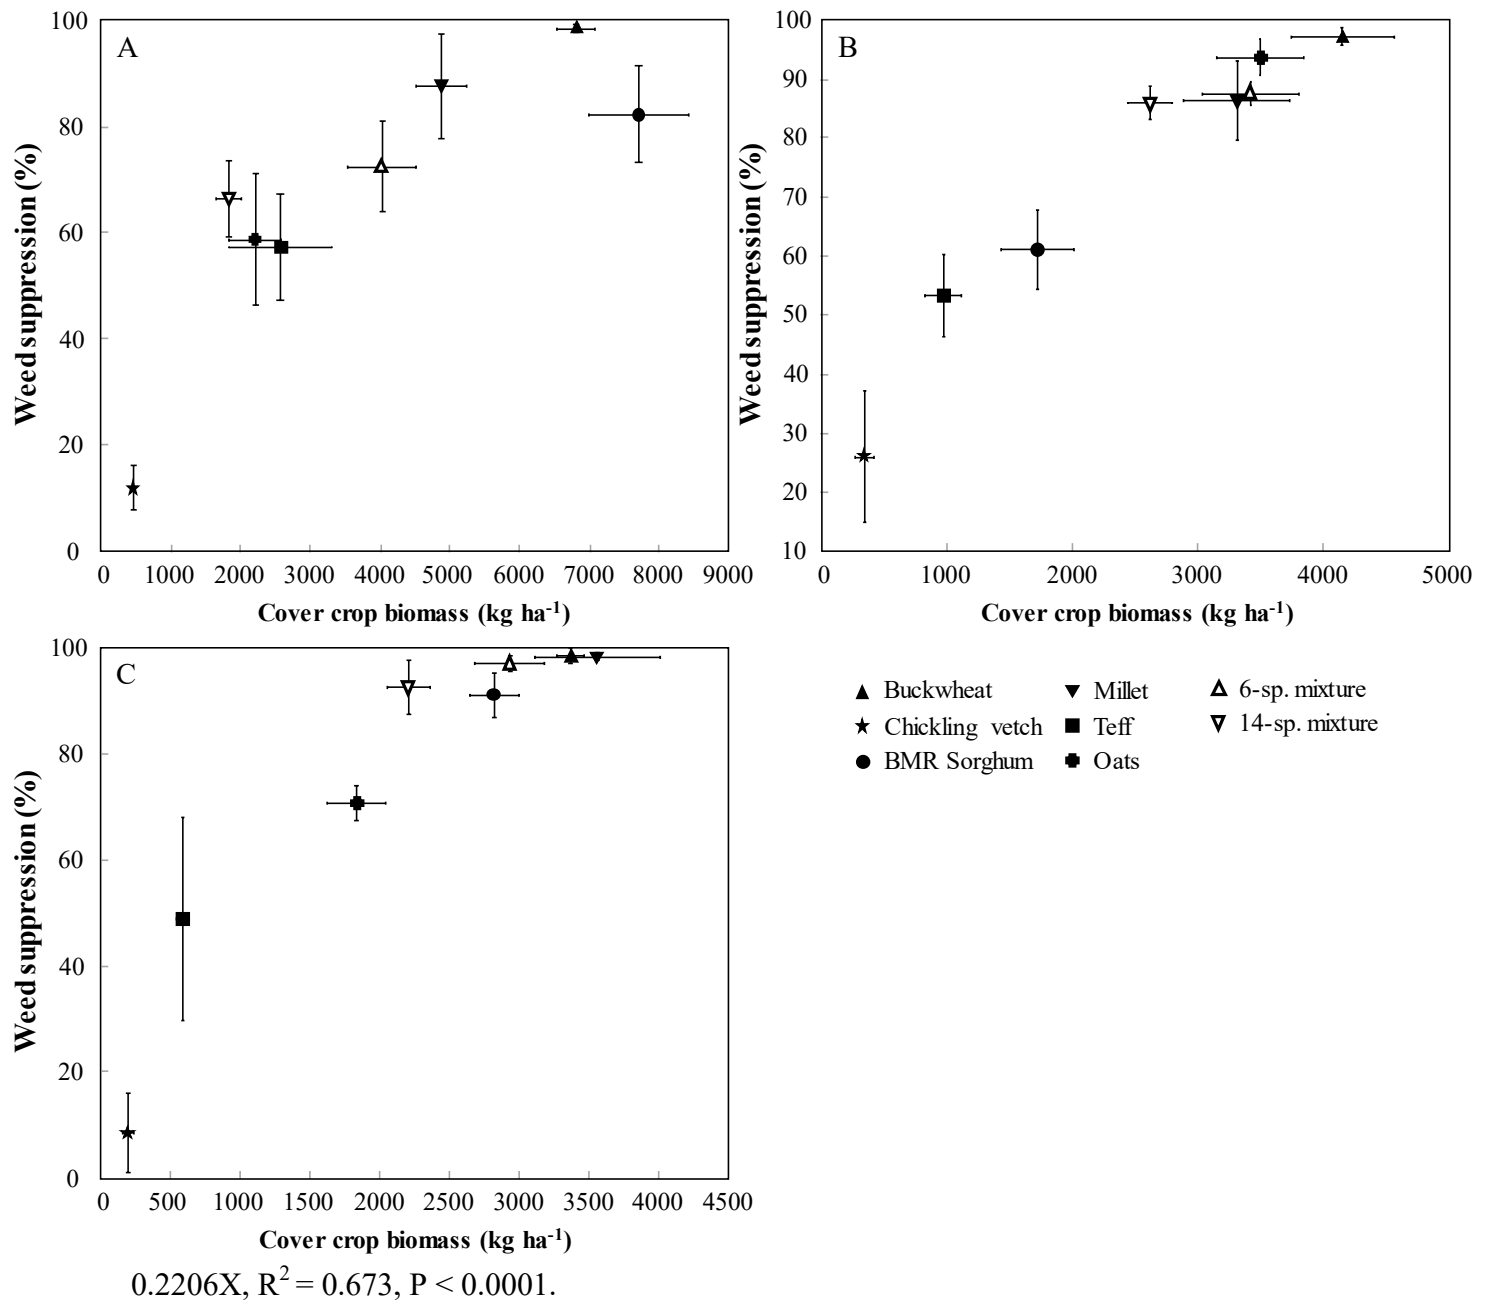 A
Weed suppression (%)
100
80
60
40
20
0
0 1000 2000 3000 4000 5000 6000 7000 8000 9000
Cover crop biomass (kg ha⁻¹)
B
Weed suppression (%)
100
90
80
70
60
50
40
30
20
10
0 1000 2000 3000 4000 5000
Cover crop biomass (kg ha⁻¹)
C
Weed suppression (%)
100
80
60
40
20
0
0 500 1000 1500 2000 2500 3000 3500 4000 4500
Cover crop biomass (kg ha⁻¹)
Buckwheat Millet 6-sp. mixture
Chickling vetch Teff 14-sp. mixture
BMR Sorghum Oats
0.2206X, R² = 0.673, P < 0.0001.